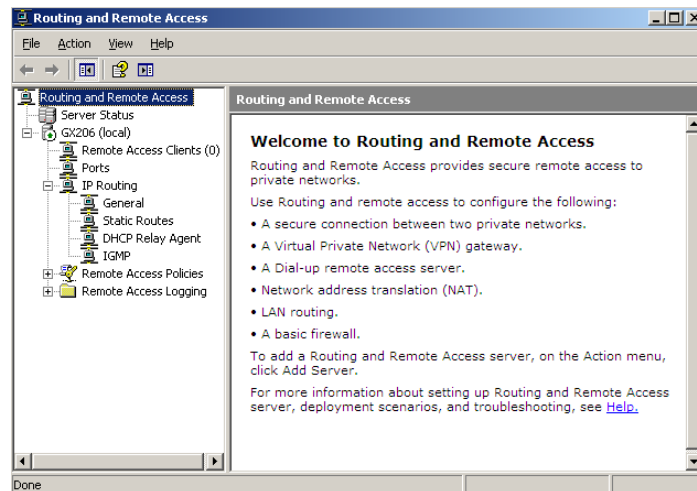 Routing and Remote Access
File Action View Help
Routing and Remote Access
Server Status
GX206 (local)
Remote Access Clients (0)
Ports
IP Routing
General
Static Routes
DHCP Relay Agent
IGMP
Remote Access Policies
Remote Access Logging
Routing and Remote Access
Welcome to Routing and Remote Access
Routing and Remote Access provides secure remote access to
private networks.
Use Routing and remote access to configure the following:
• A secure connection between two private networks.
• A Virtual Private Network (VPN) gateway.
• A Dial-up remote access server.
• Network address translation (NAT).
• LAN routing.
• A basic firewall.
To add a Routing and Remote Access server, on the Action menu,
click Add Server.
For more information about setting up Routing and Remote Access
server, deployment scenarios, and troubleshooting, see Help.
Done